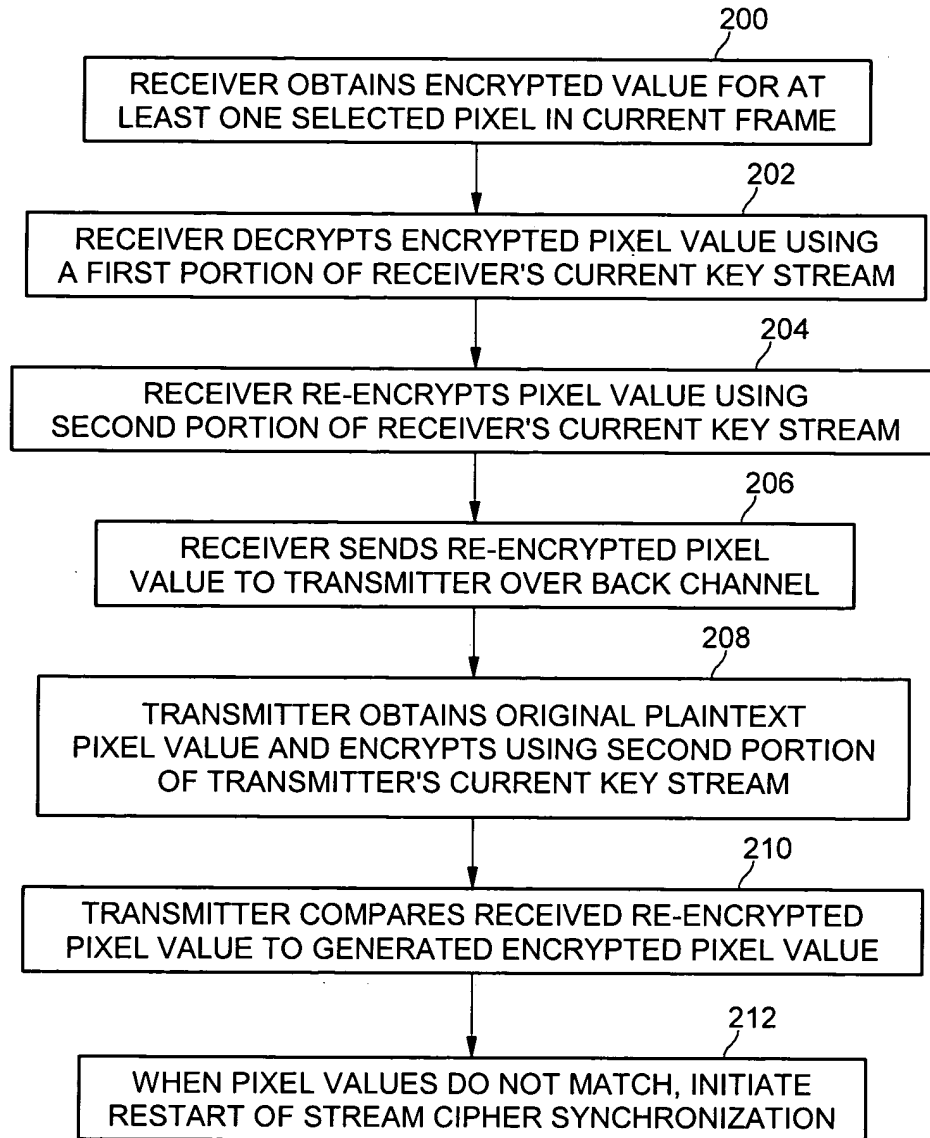 200
RECEIVER OBTAINS ENCRYPTED VALUE FOR AT
LEAST ONE SELECTED PIXEL IN CURRENT FRAME
202
RECEIVER DECRYPTS ENCRYPTED PIXEL VALUE USING
A FIRST PORTION OF RECEIVER'S CURRENT KEY STREAM
204
RECEIVER RE-ENCRYPTS PIXEL VALUE USING
SECOND PORTION OF RECEIVER'S CURRENT KEY STREAM
206
RECEIVER SENDS RE-ENCRYPTED PIXEL
VALUE TO TRANSMITTER OVER BACK CHANNEL
208
TRANSMITTER OBTAINS ORIGINAL PLAINTEXT
PIXEL VALUE AND ENCRYPTS USING SECOND PORTION
OF TRANSMITTER'S CURRENT KEY STREAM
210
TRANSMITTER COMPARES RECEIVED RE-ENCRYPTED
PIXEL VALUE TO GENERATED ENCRYPTED PIXEL VALUE
212
WHEN PIXEL VALUES DO NOT MATCH, INITIATE
RESTART OF STREAM CIPHER SYNCHRONIZATION